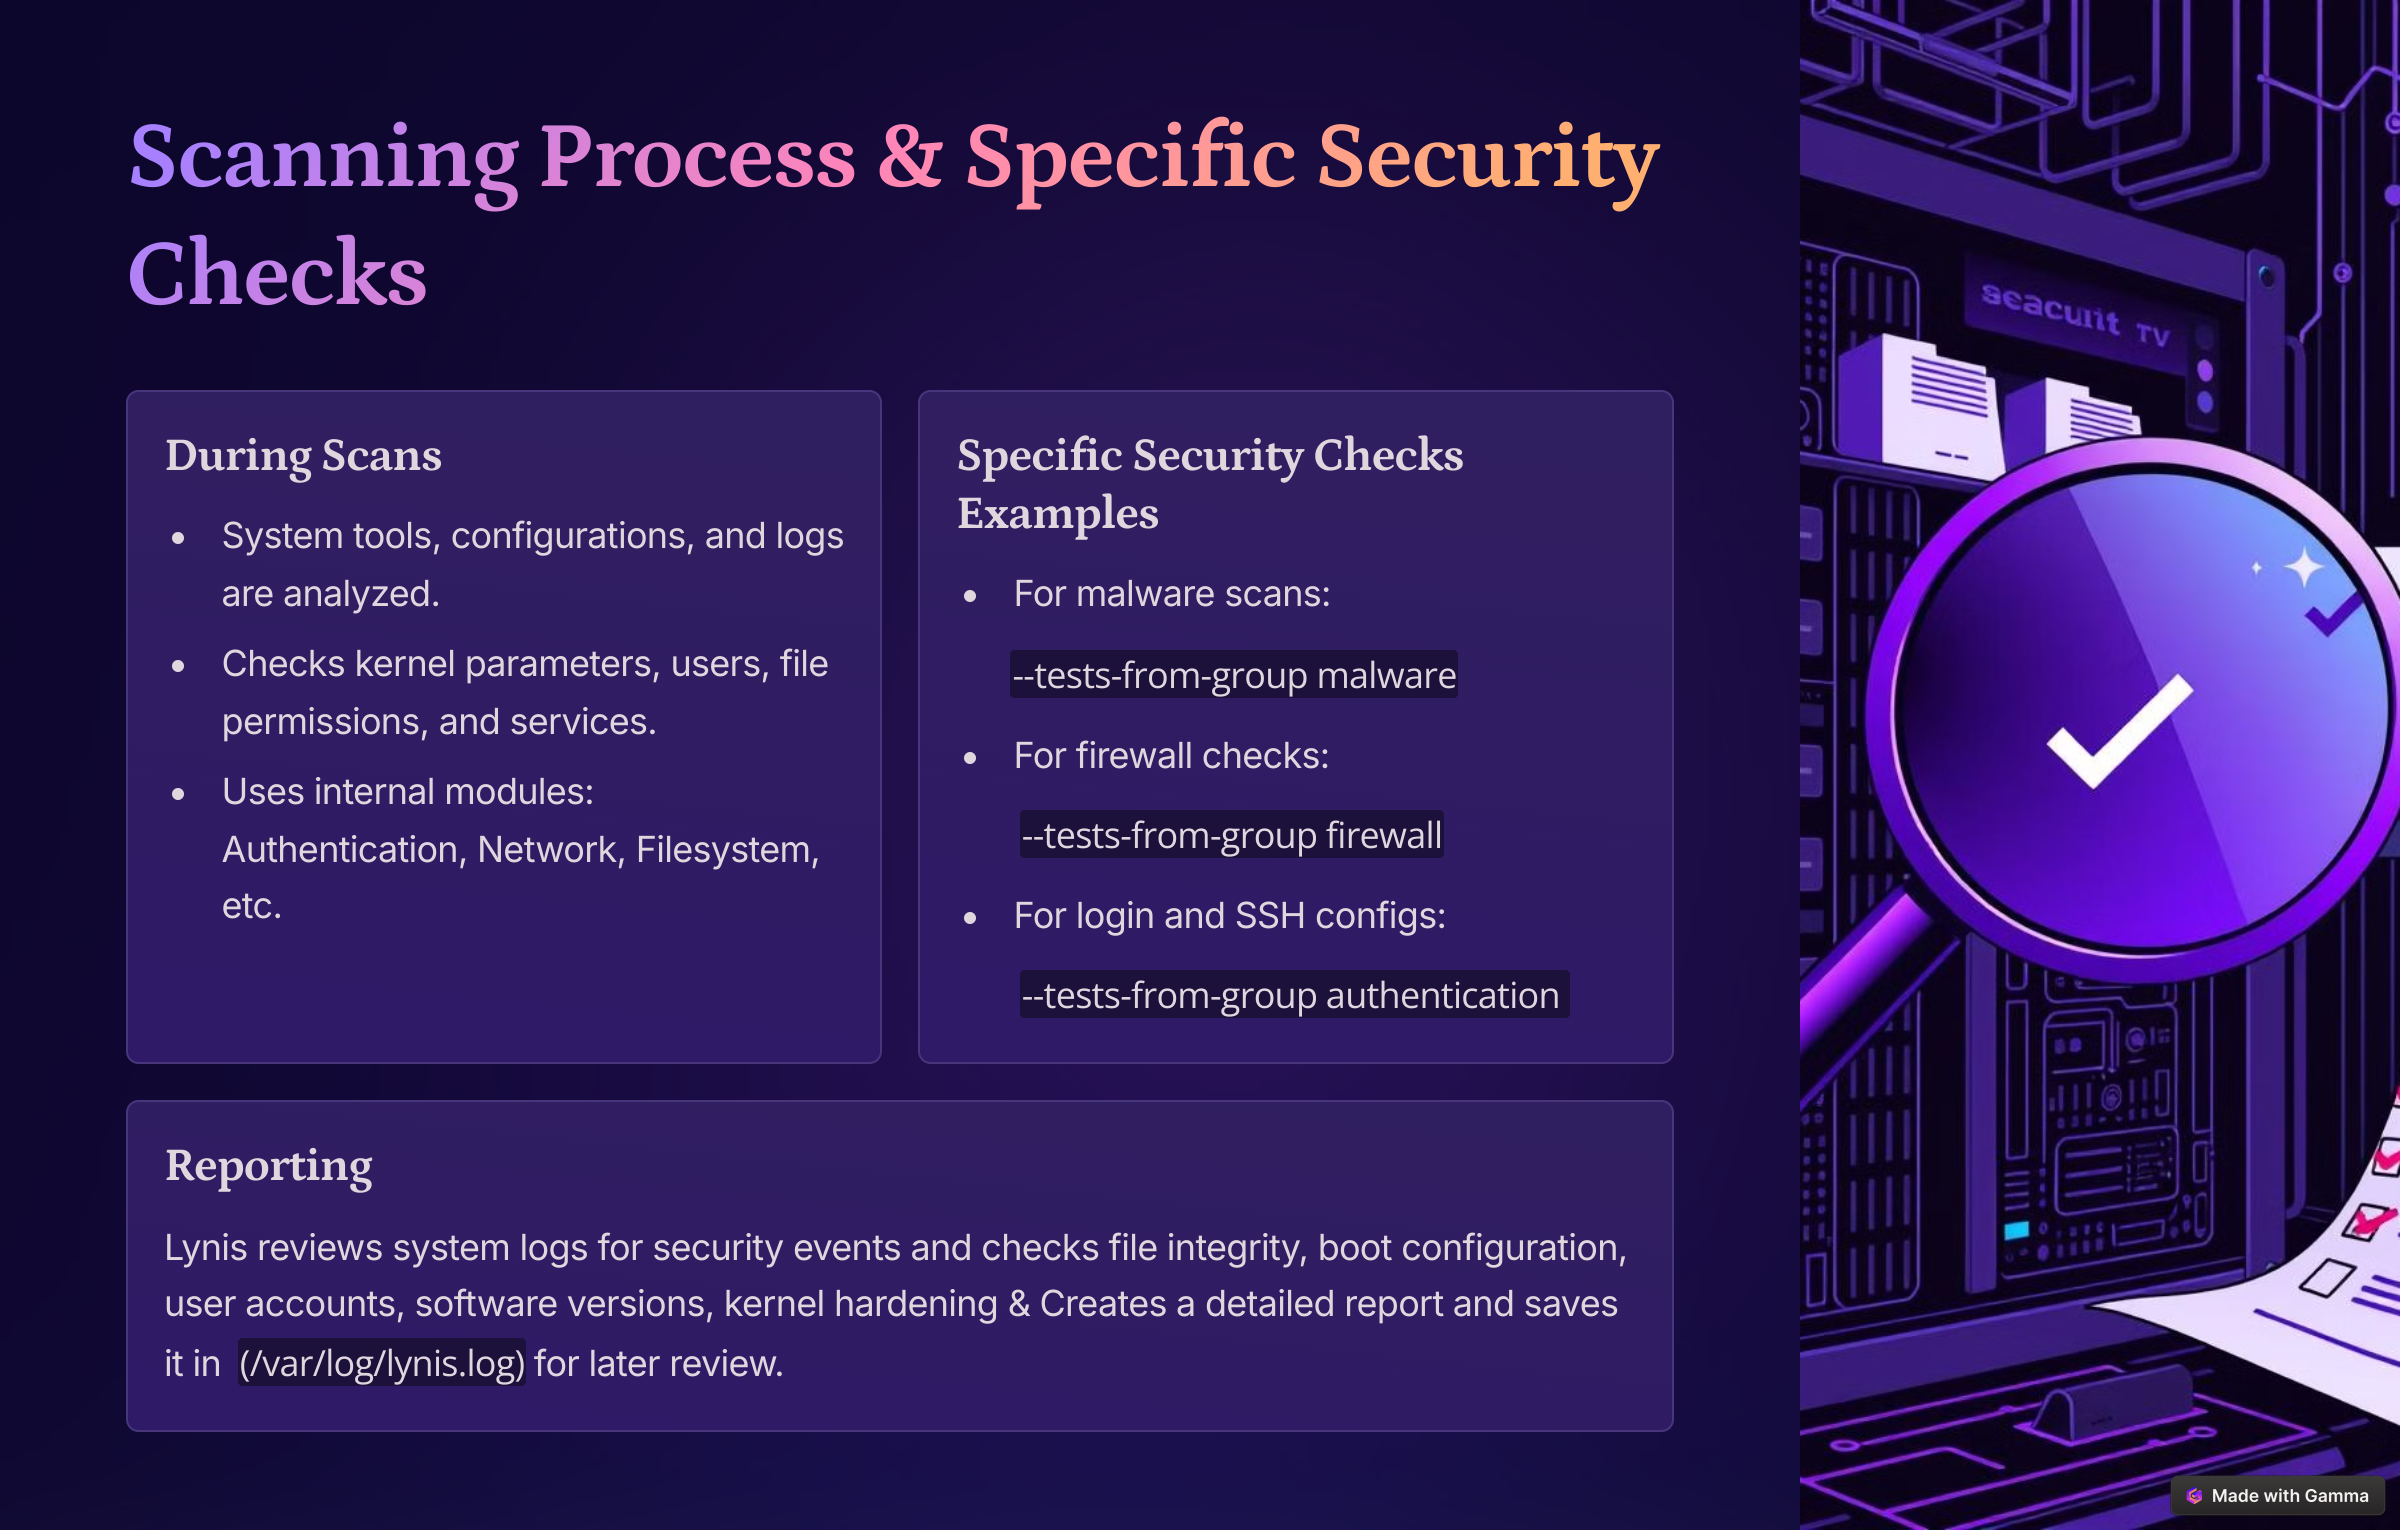 Scanning Process & Specific Security
Checks
During Scans
• System tools, configurations, and logs
are analyzed.
• Checks kernel parameters, users, file
permissions, and services.
• Uses internal modules:
Authentication, Network, Filesystem,
etc.
Specific Security Checks
Examples
• For malware scans:
--tests-from-group malware
• For firewall checks:
--tests-from-group firewall
• For login and SSH configs:
--tests-from-group authentication
Reporting
Lynis reviews system logs for security events and checks file integrity, boot configuration,
user accounts, software versions, kernel hardening & Creates a detailed report and saves
it in (/var/log/lynis.log) for later review.
seacuııt TV
Made with Gamma